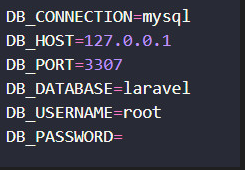 DB_CONNECTION=mysql
DB_HOST=127.0.0.1
DB_PORT=3307
DB_DATABASE=laravel
DB_USERNAME=root
DB_PASSWORD=